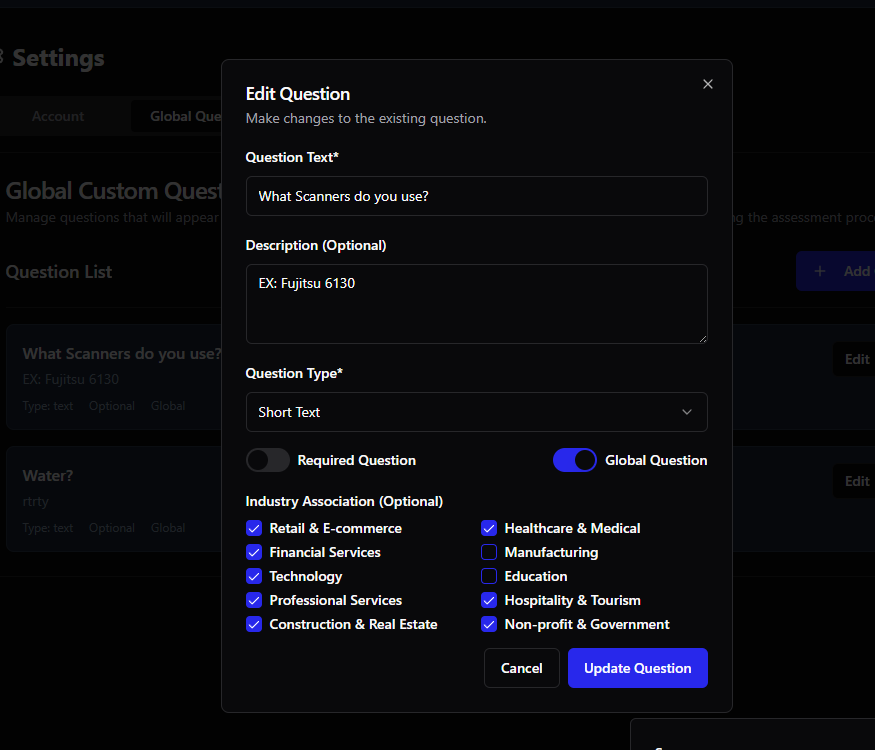 Settings
Account
Global Que
Edit Question
Make changes to the existing question.
Question Text*
What Scanners do you use?
Description (Optional)
EX: Fujitsu 6130
Question Type*
Short Text
Required Question
Global Question
Industry Association (Optional)
Retail & E-commerce
Healthcare & Medical
Financial Services
Manufacturing
Technology
Education
Professional Services
Hospitality & Tourism
Construction & Real Estate
Non-profit & Government
Cancel
Update Question
Global Custom Quest
Manage questions that will appear
ng the assessment proc
Question List
+ Add
What Scanners do you use?
EX: Fujitsu 6130
Type: text Optional Global
Edit
Water?
rtrty
Type: text Optional Global
Edit